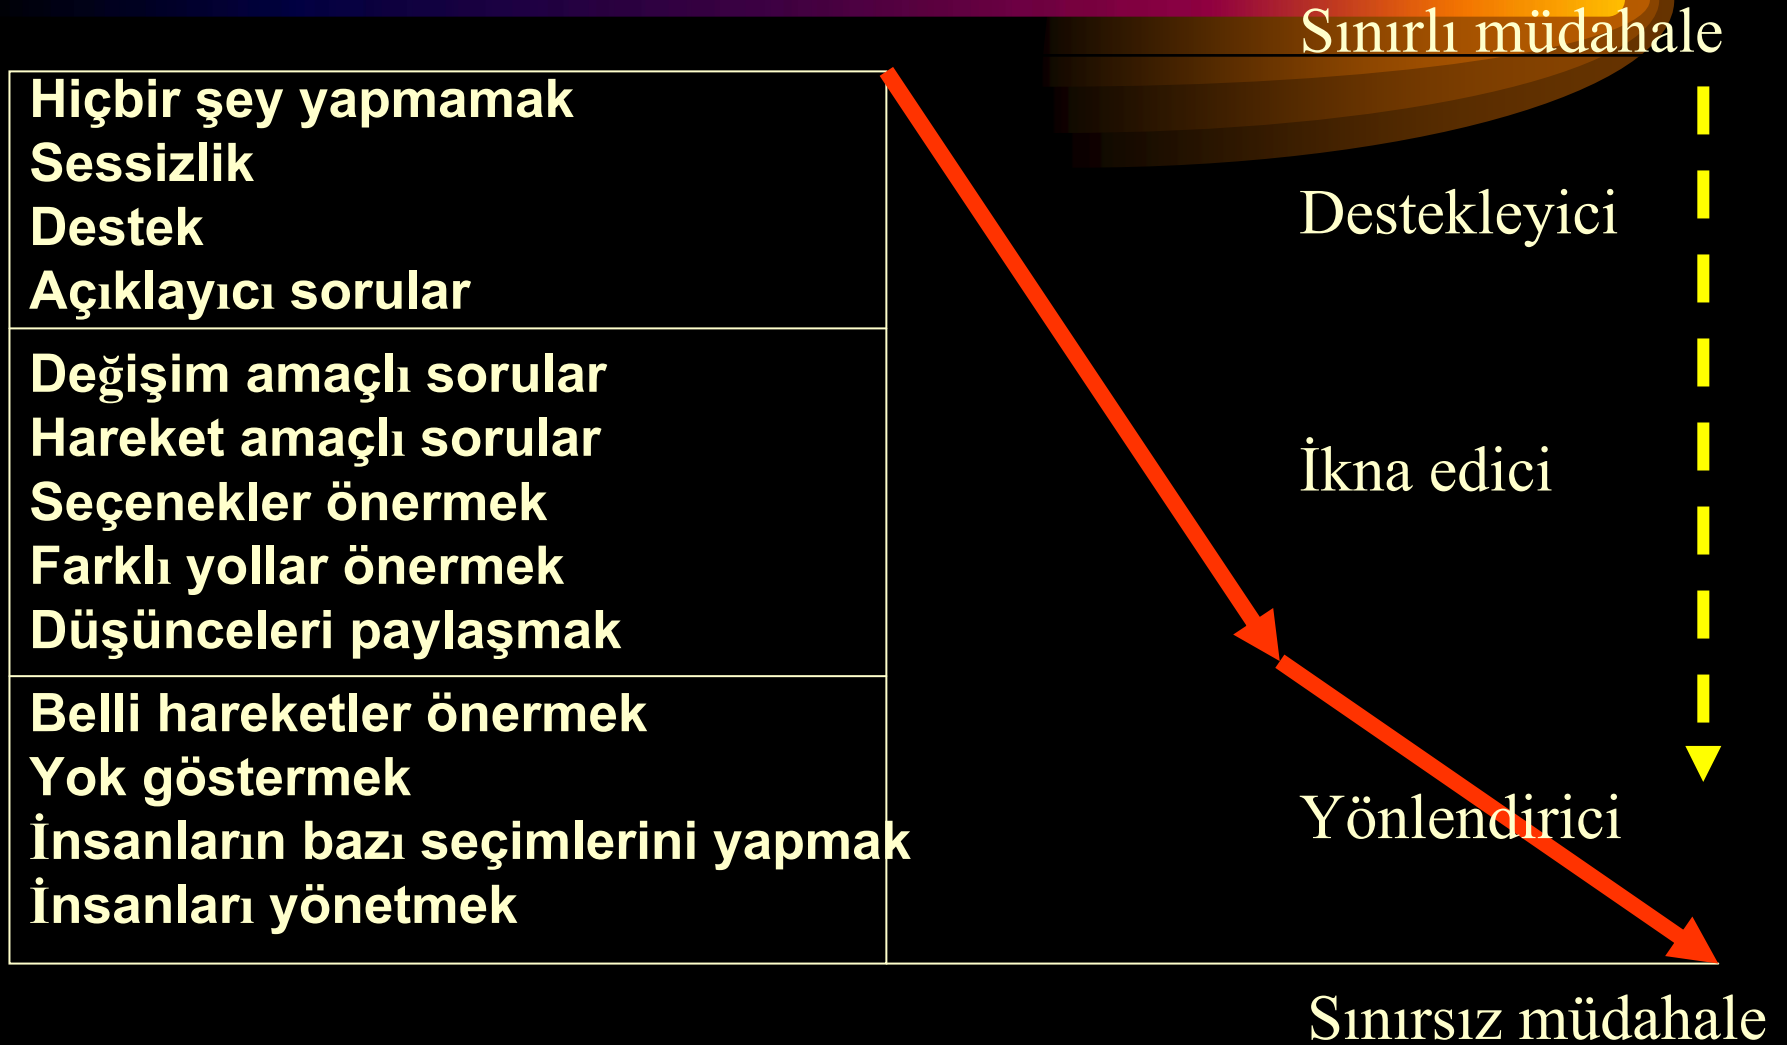 Sınırlı müdahale
Hiçbir şey yapmamak
Sessizlik
Destek
Açıklayıcı sorular
Destekleyici
Değişim amaçlı sorular
Hareket amaçlı sorular
Seçenekler önermek
Farklı yollar önermek
Düşünceleri paylaşmak
İkna edici
Belli hareketler önermek
Yok göstermek
İnsanların bazı seçimlerini yapmak
İnsanları yönetmek
Yönlendirici
Sınırsız müdahale